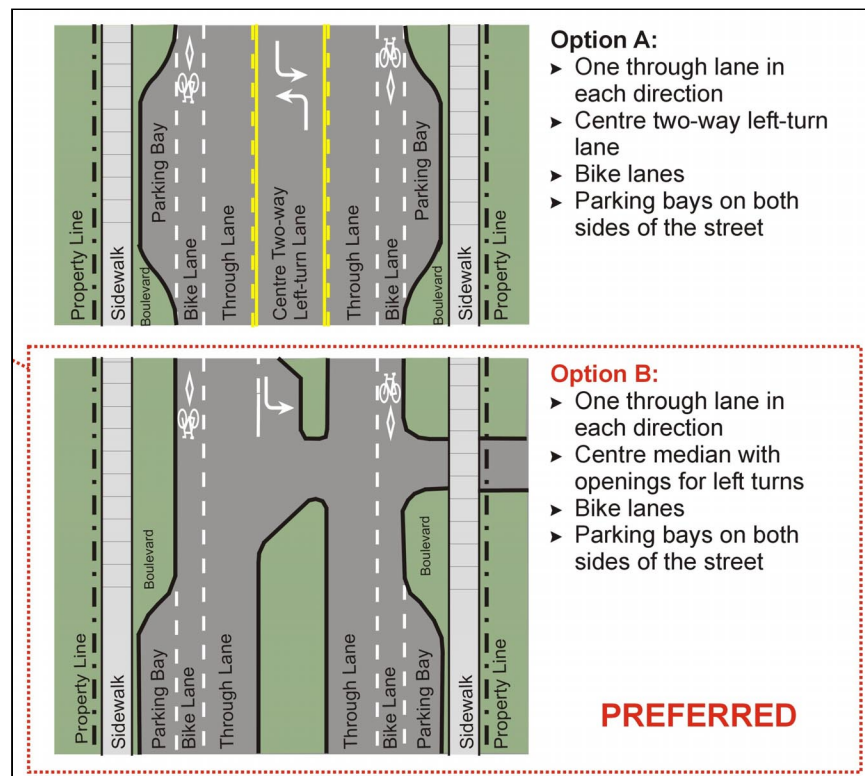 Property Line
Sidewalk
Boulevard
Parking Bay
Bike Lane
Through Lane
Centre Two-way
Left-turn Lane
Through Lane
Bike Lane
Parking Bay
Boulevard
Sidewalk
Property Line
Option A:
➤ One through lane in
each direction
➤ Centre two-way left-turn
lane
➤ Bike lanes
➤ Parking bays on both
sides of the street
Property Line
Sidewalk
Boulevard
Parking Bay
Bike Lane
Through Lane
Through Lane
Bike Lane
Parking Bay
Boulevard
Sidewalk
Property Line
Option B:
➤ One through lane in
each direction
➤ Centre median with
openings for left turns
➤ Bike lanes
➤ Parking bays on both
sides of the street
PREFERRED